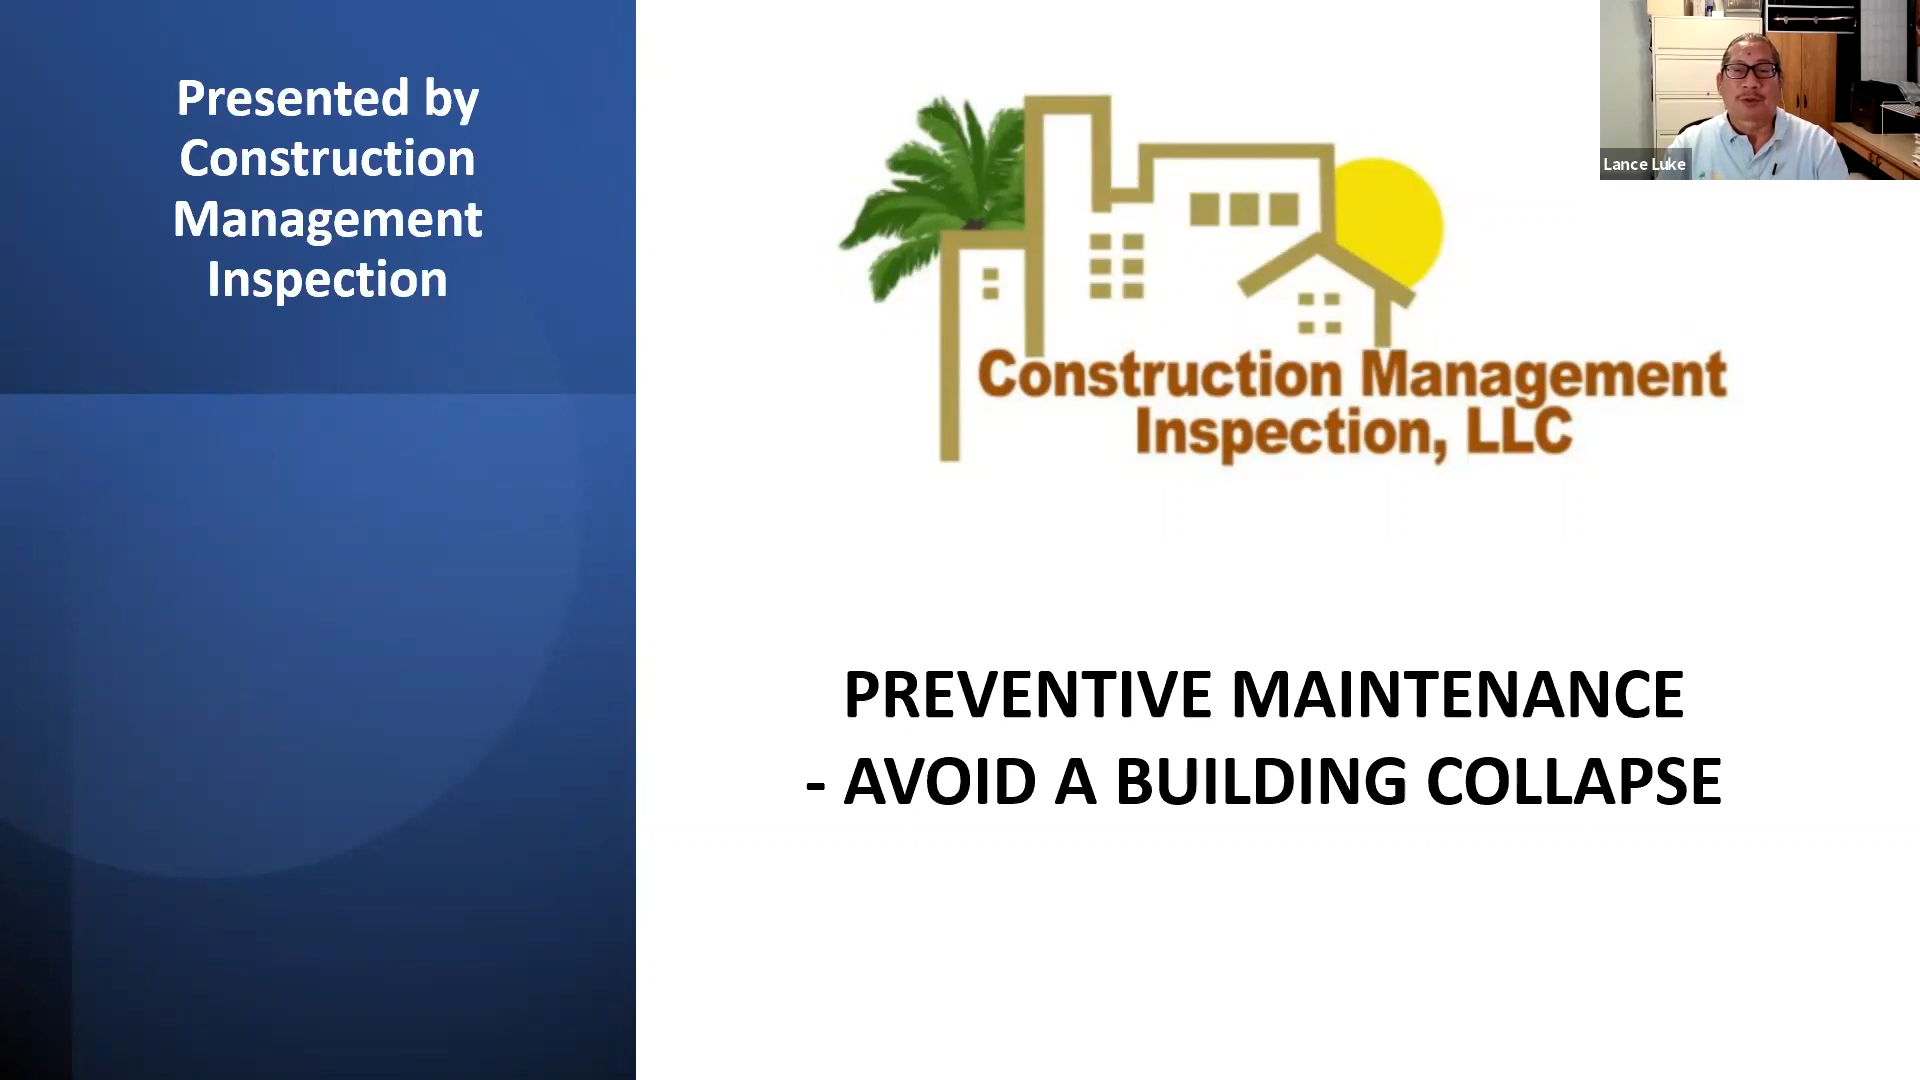 Presented by
Construction
Management
Inspection
Construction Management
Inspection, LLC
Lance Luke
PREVENTIVE MAINTENANCE
- AVOID A BUILDING COLLAPSE